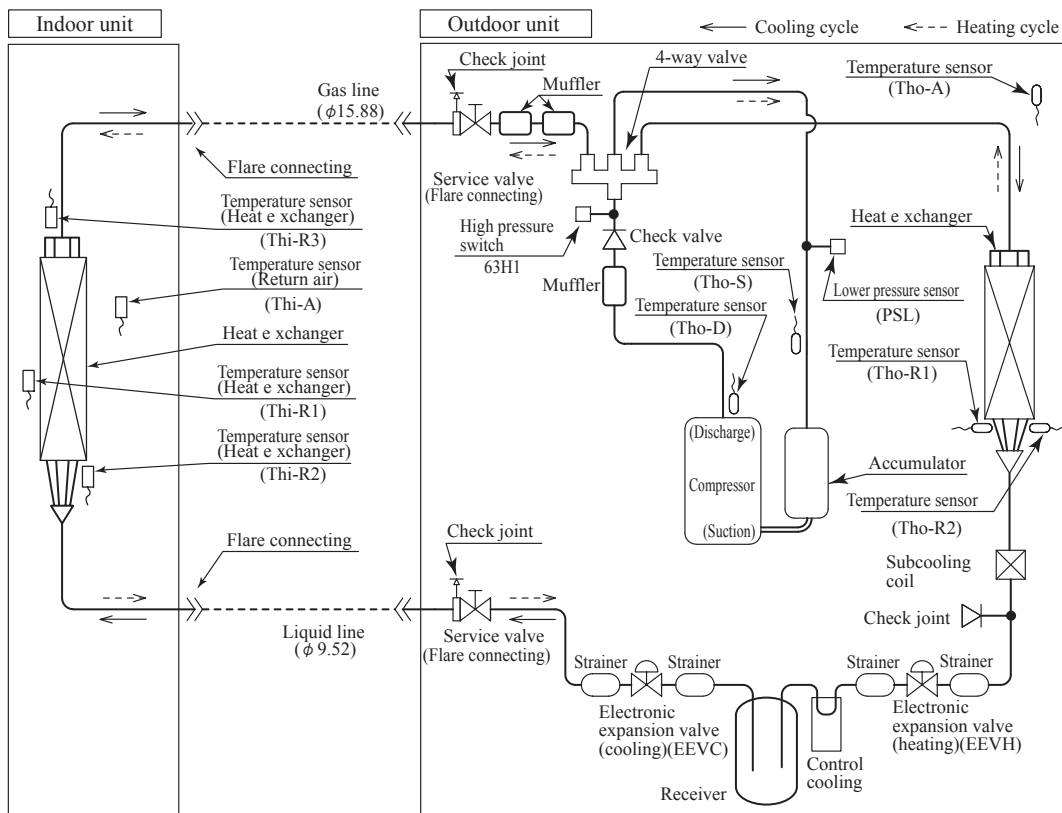 Indoor unit
Outdoor unit
Cooling cycle
Heating cycle
Check joint
4-way valve
Temperature sensor
(Tho-A)
Gas line
(ϕ15.88)
Muffler
Flare connecting
Service valve
(Flare connecting)
Temperature sensor
(Heat e xchanger)
(Thi-R3)
High pressure
switch
63H1
Check valve
Heat e xchanger
Temperature sensor
(Return air)
(Thi-A)
Muffler
Temperature sensor
(Tho-S)
Lower pressure sensor
(PSL)
Temperature sensor
(Tho-D)
Heat e xchanger
Temperature sensor
(Tho-R1)
Temperature sensor
(Heat e xchanger)
(Thi-R1)
Temperature sensor
(Heat e xchanger)
(Thi-R2)
(Discharge)
Compressor
(Suction)
Accumulator
Temperature sensor
(Tho-R2)
Flare connecting
Check joint
Subcooling
coil
Check joint
Liquid line
(ϕ 9.52)
Service valve
(Flare connecting)
Strainer
Strainer
Strainer
Strainer
Electronic
expansion valve
(cooling)(EEVC)
Electronic
expansion valve
(heating)(EEVH)
Control
cooling
Receiver